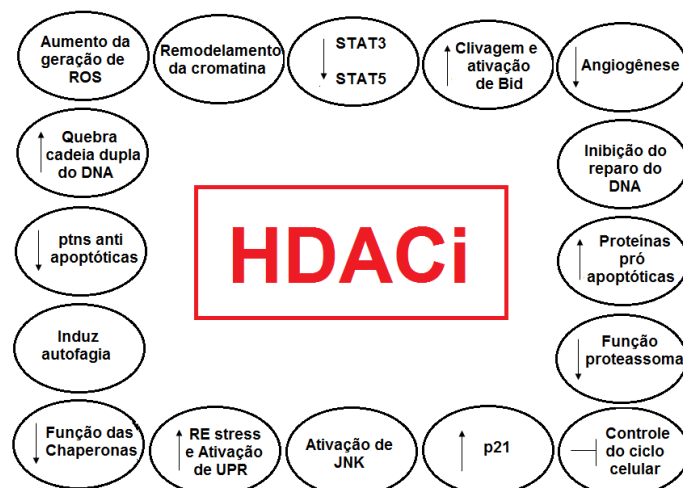 Aumento da
geração de
ROS
Remodelamento
da cromatina
STAT3
STAT5
Clivagem e
ativação
de Bid
Angiogênese
Quebra
cadeia dupla
do DNA
Inibição do
reparo do
DNA
HDACi
ptns anti
apoptóticas
Proteínas
pró
apoptóticas
Induz
autofagia
Função
proteassoma
Função das
Chaperonas
RE stress
e Ativação
de UPR
Ativação de
JNK
p21
Controle
do ciclo
celular